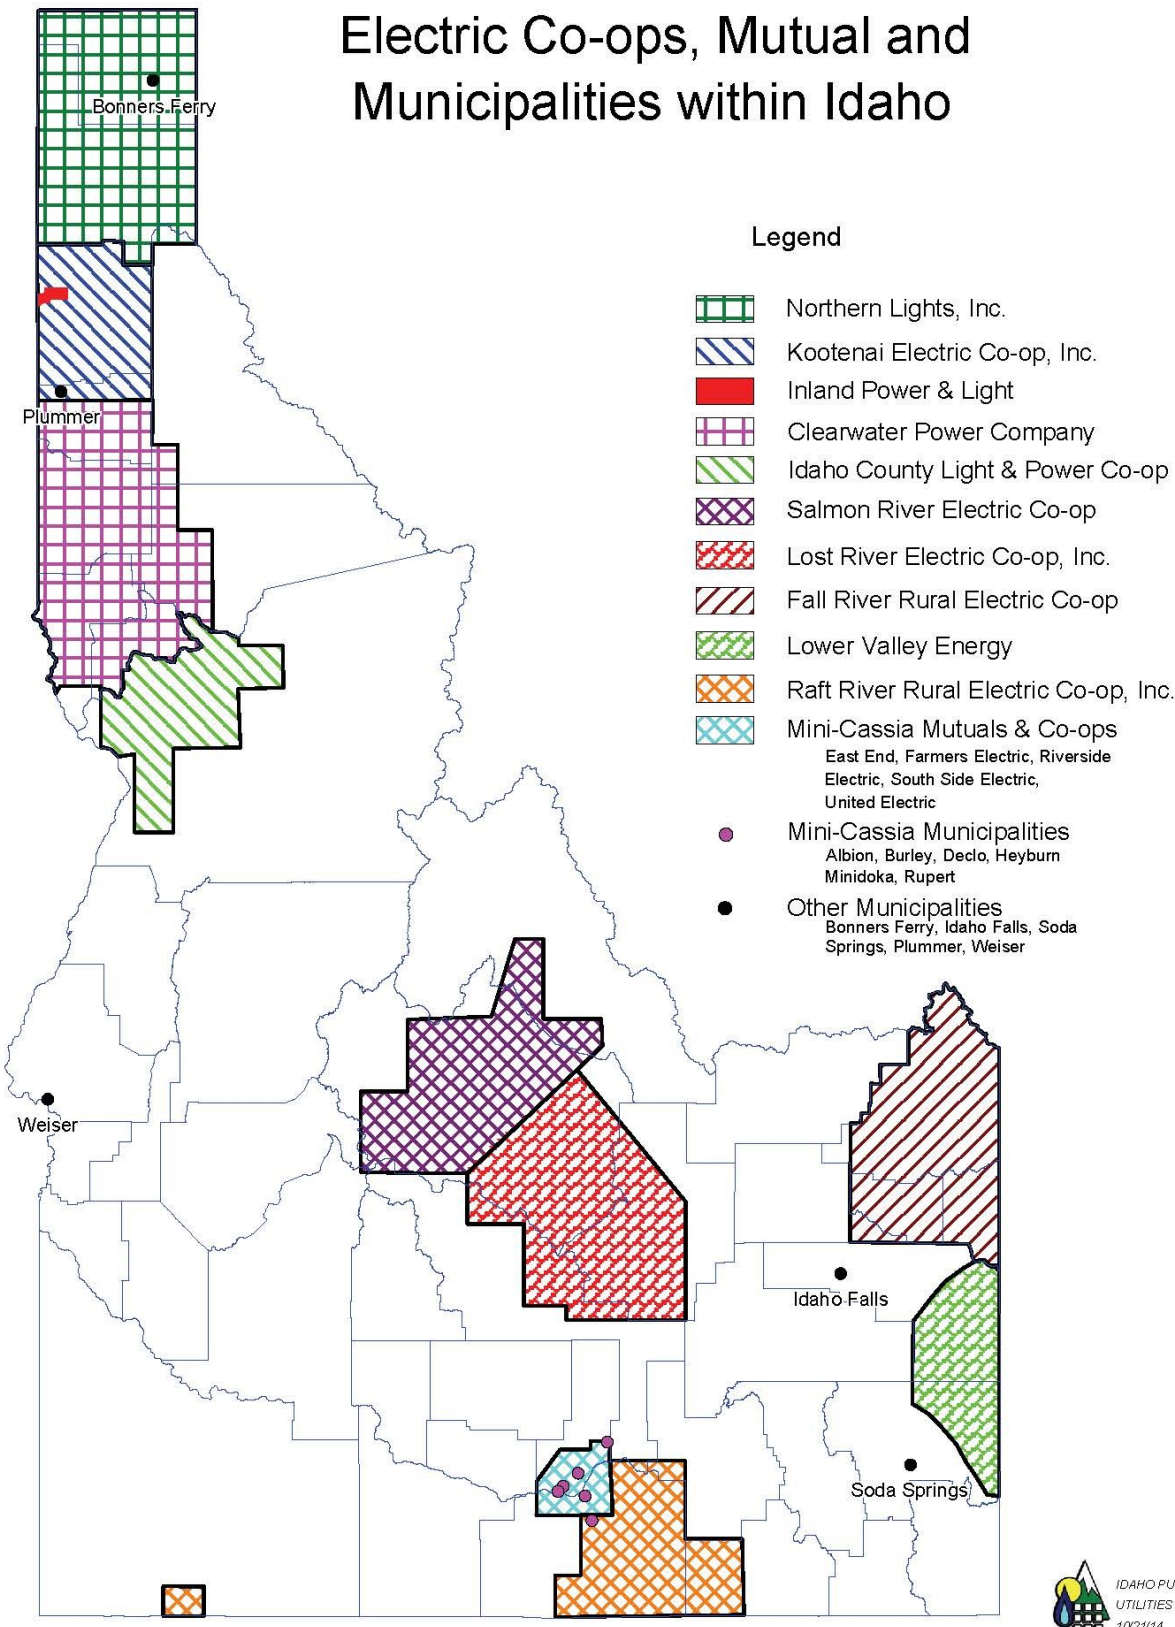 Electric Co-ops, Mutual and
Municipalities within Idaho
Bonners Ferry
Plummer
Weiser
Idaho Falls
Soda Springs
Legend
Northern Lights, Inc.
Kootenai Electric Co-op, Inc.
Inland Power & Light
Clearwater Power Company
Idaho County Light & Power Co-op
Salmon River Electric Co-op
Lost River Electric Co-op, Inc.
Fall River Rural Electric Co-op
Lower Valley Energy
Raft River Rural Electric Co-op, Inc.
Mini-Cassia Mutuals & Co-ops
East End, Farmers Electric, Riverside
Electric, South Side Electric,
United Electric
Mini-Cassia Municipalities
Albion, Burley, Declo, Heyburn
Minidoka, Rupert
Other Municipalities
Bonners Ferry, Idaho Falls, Soda
Springs, Plummer, Weiser
IDAHO PU
UTILITIES
10/21/14